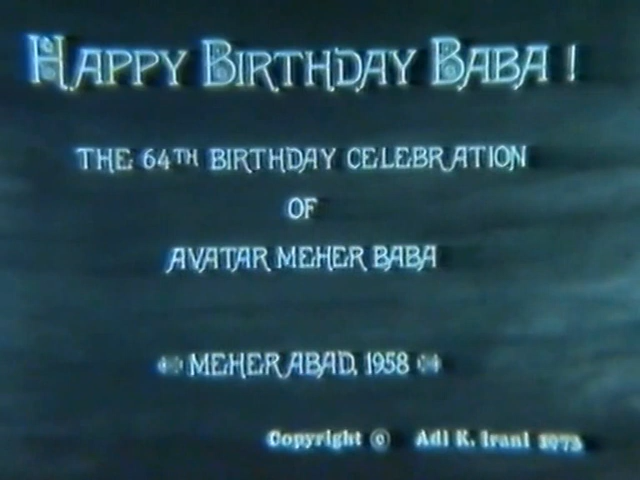 HAPPY BIRTHDAY BABA !
THE 64TH BIRTHDAY CELEBRATION
OF
AVATAR MEHER BABA
MEHERABAD, 1958
Copyright © Adi K. Irani 1973